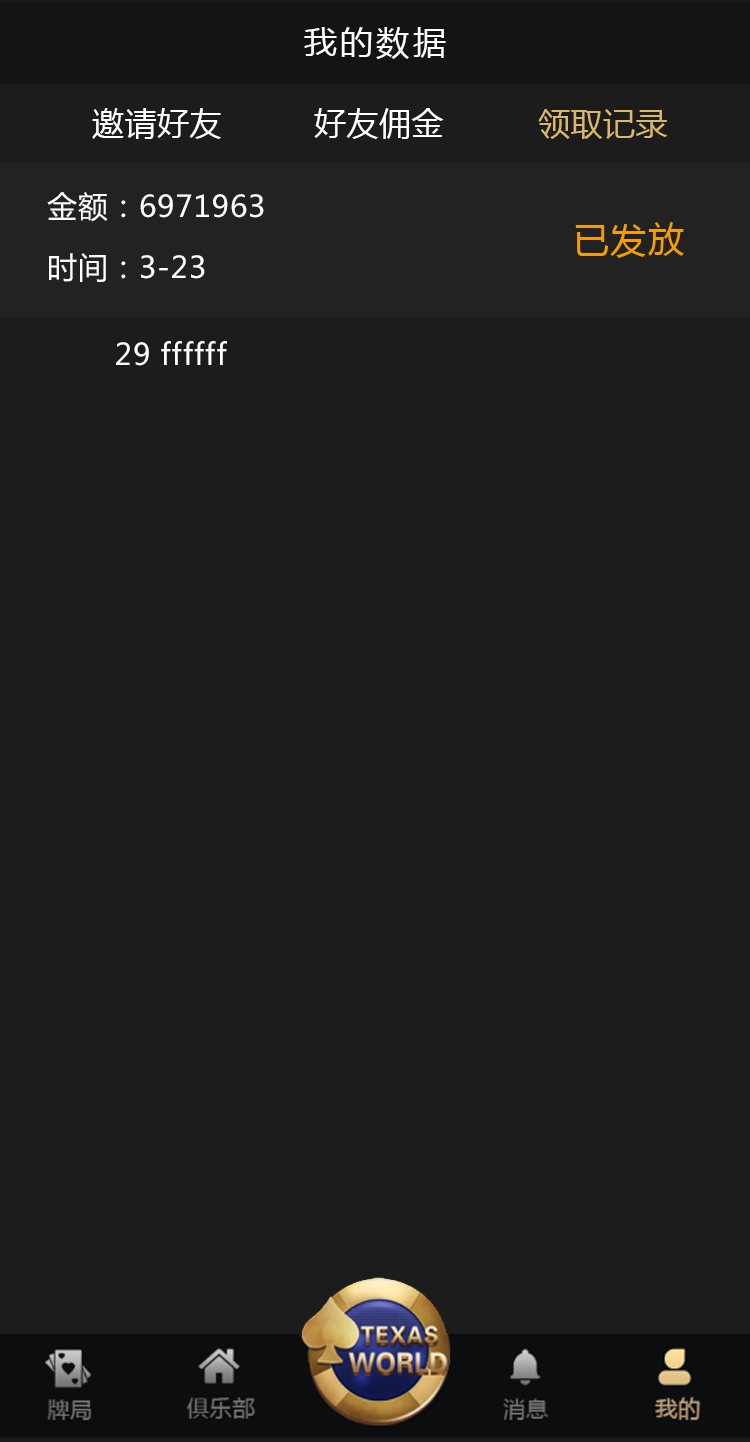 我的数据
邀请好友 好友佣金 领取记录
金额：6971963
已发放
时间：3-23
29 ffffff
TEXAS
WORLD
牌局 俱乐部 消息 我的